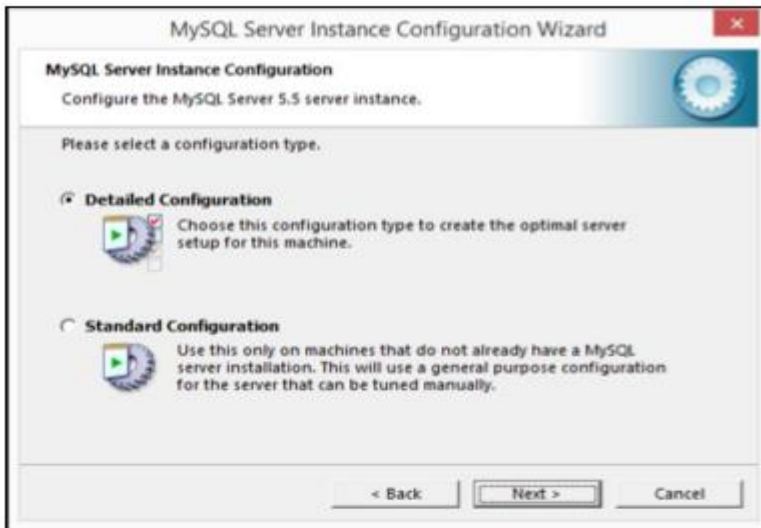 MySQL Server Instance Configuration Wizard
MySQL Server Instance Configuration
Configure the MySQL Server 5.5 server instance.
Please select a configuration type.
Detailed Configuration
Choose this configuration type to create the optimal server
setup for this machine.
Standard Configuration
Use this only on machines that do not already have a MySQL
server installation. This will use a general purpose configuration
for the server that can be tuned manually.
< Back Next > Cancel